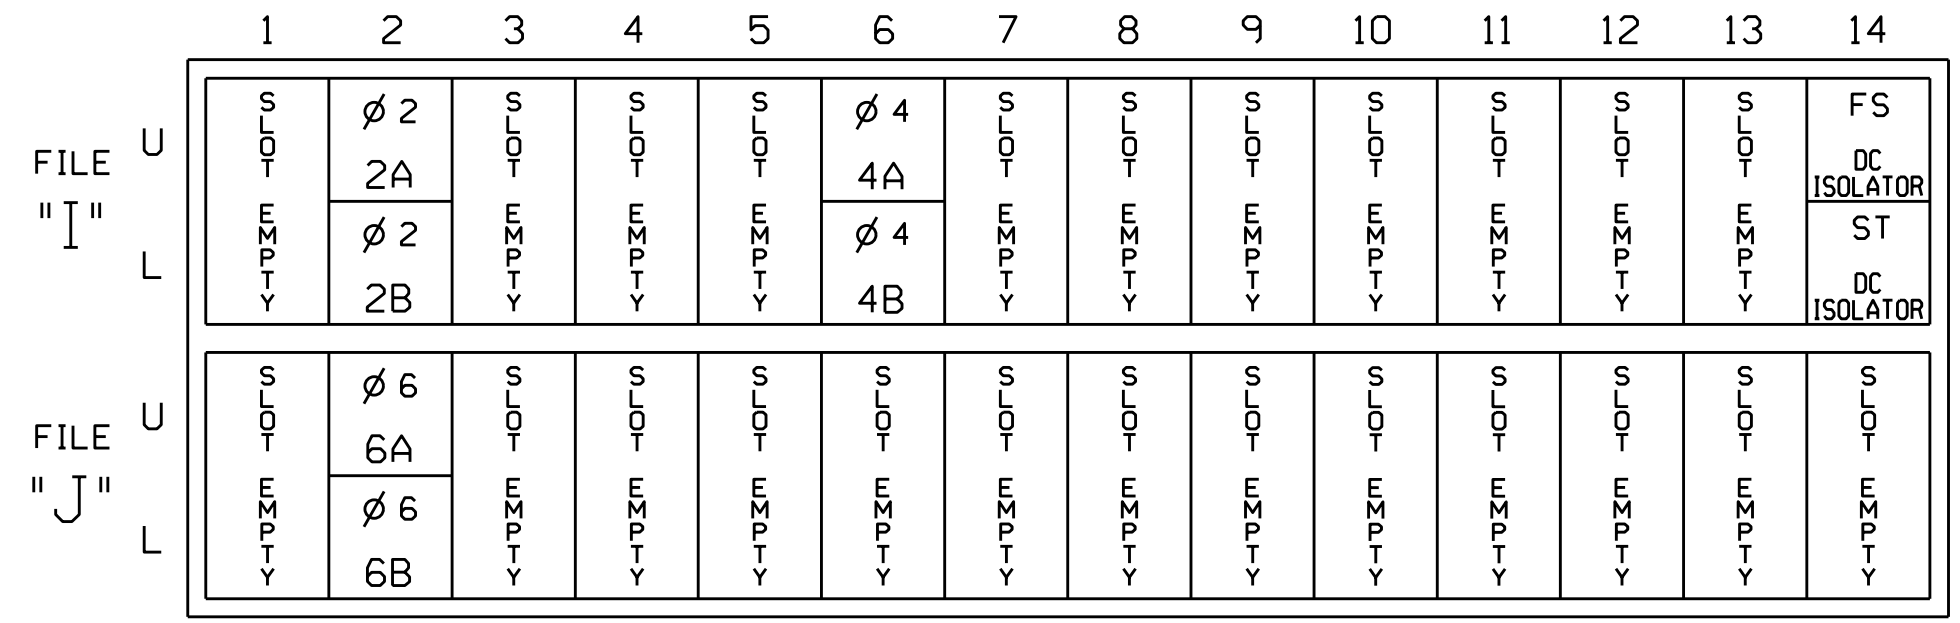 1 2 3 4 5 6 7 8 9 10 11 12 13 14
FILE "I"
U
L
SLOT EMPTY
ø 2
2A
ø 2
2B
SLOT EMPTY
SLOT EMPTY
SLOT EMPTY
ø 4
4A
ø 4
4B
SLOT EMPTY
SLOT EMPTY
SLOT EMPTY
SLOT EMPTY
SLOT EMPTY
SLOT EMPTY
SLOT EMPTY
FS
DC
ISOLATOR
ST
DC
ISOLATOR
FILE "J"
U
L
SLOT EMPTY
ø 6
6A
ø 6
6B
SLOT EMPTY
SLOT EMPTY
SLOT EMPTY
SLOT EMPTY
SLOT EMPTY
SLOT EMPTY
SLOT EMPTY
SLOT EMPTY
SLOT EMPTY
SLOT EMPTY
SLOT EMPTY
SLOT EMPTY